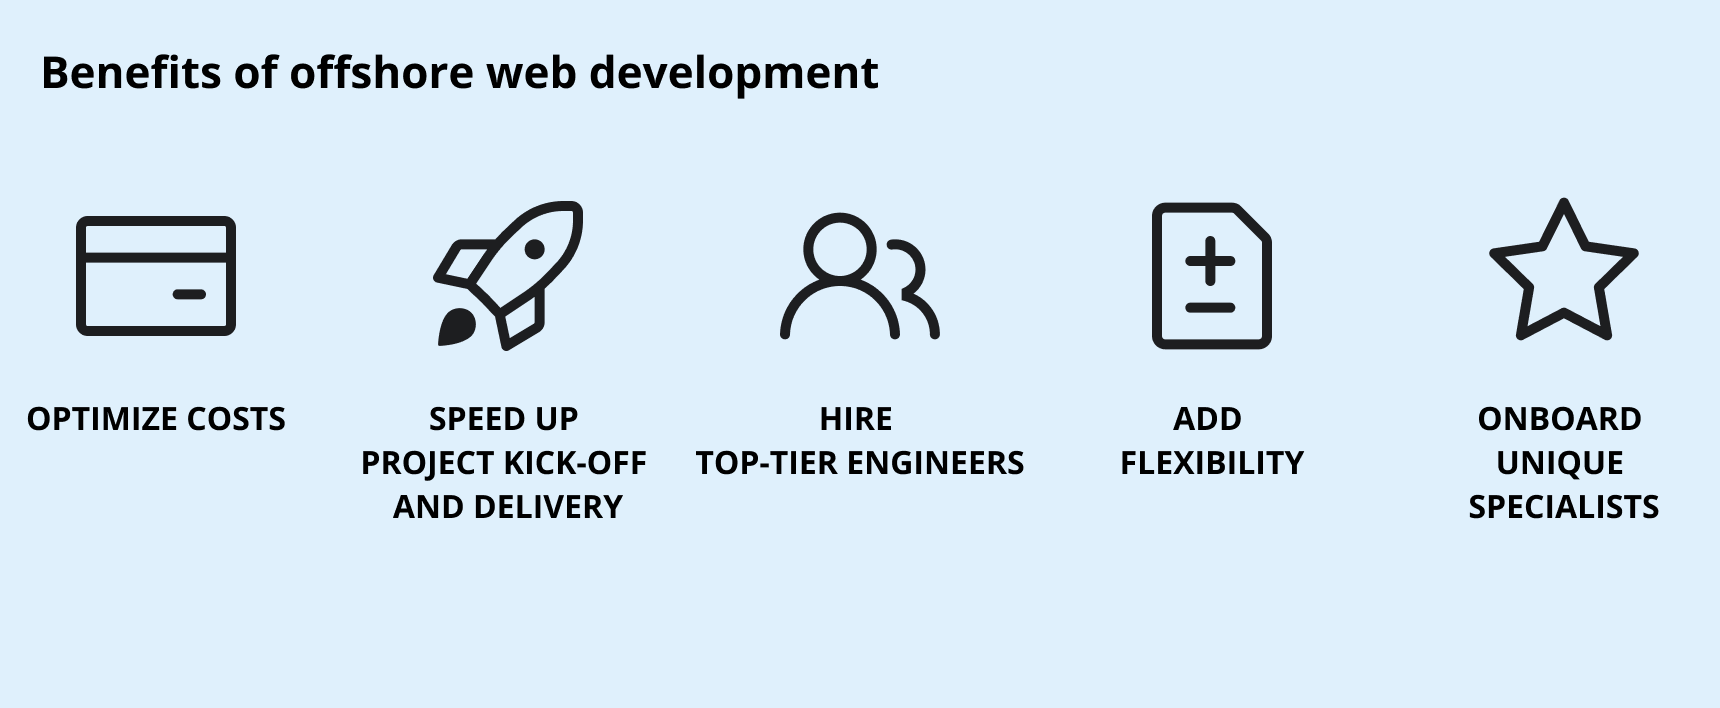 Benefits of offshore web development
OPTIMIZE COSTS
SPEED UP
PROJECT KICK-OFF
AND DELIVERY
HIRE
TOP-TIER ENGINEERS
ADD
FLEXIBILITY
ONBOARD
UNIQUE
SPECIALISTS